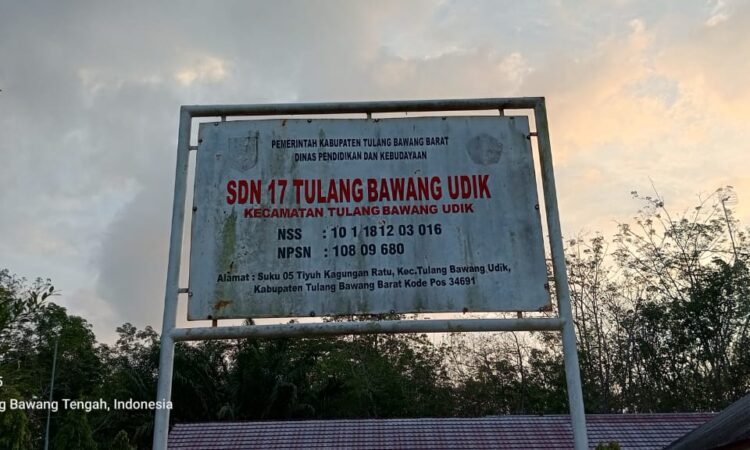 PEMERINTAH KABUPATEN TULANG BAWANG BARAT
DINAS PENDIDIKAN DAN KEBUDAYAAN
SDN 17 TULANG BAWANG UDIK
KECAMATAN TULANG BAWANG UDIK
NSS : 10 1 1812 03 016
NPSN : 108 09 680
Alamat : Suku 05 Tiyuh Kagungan Ratu, Kec.Tulang Bawang Udik,
Kabupaten Tulang Bawang Barat Kode Pos 34691
Bawang Tengah, Indonesia